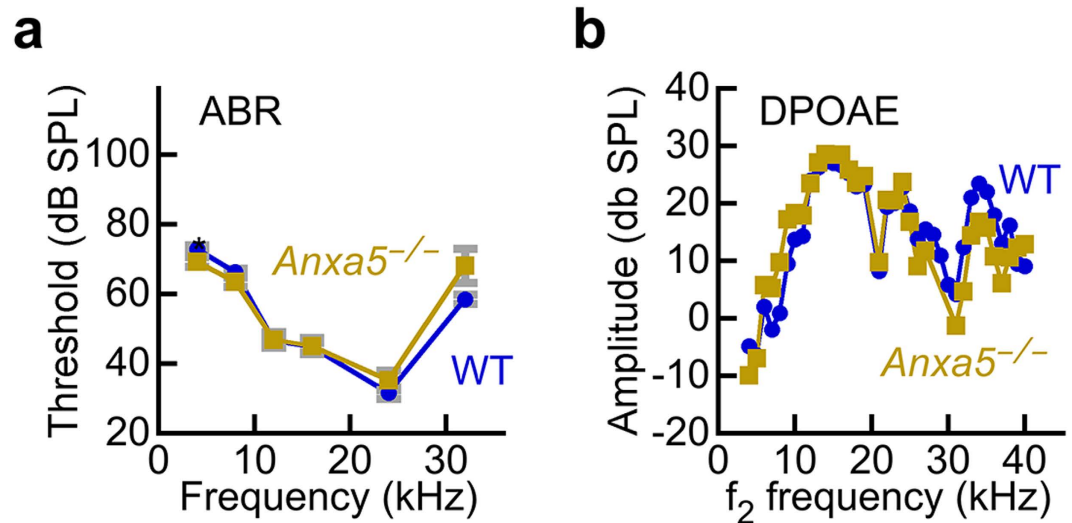 a
ABR
Threshold (dB SPL)
100
80
60
40
20
0
10
20
30
Frequency (kHz)
*
Anxa5⁻/⁻
WT
b
DPOAE
Amplitude (db SPL)
40
30
20
10
0
-10
-20
0
10
20
30
40
f₂ frequency (kHz)
WT
Anxa5⁻/⁻